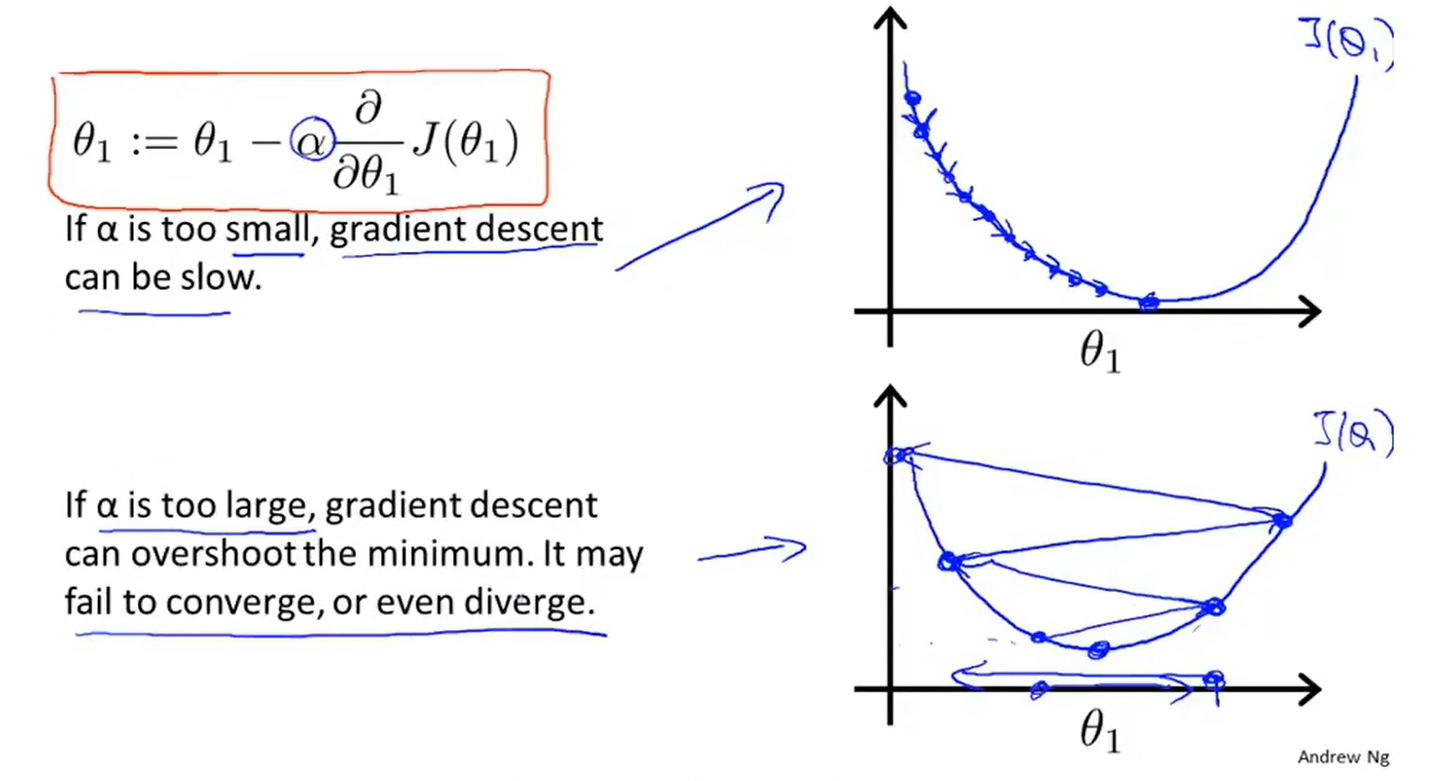 θ₁ := θ₁ − α ∂/∂θ₁ J(θ₁)
If α is too small, gradient descent
can be slow.
J(θ₁)
θ₁
If α is too large, gradient descent
can overshoot the minimum. It may
fail to converge, or even diverge.
J(θ₁)
θ₁
Andrew Ng